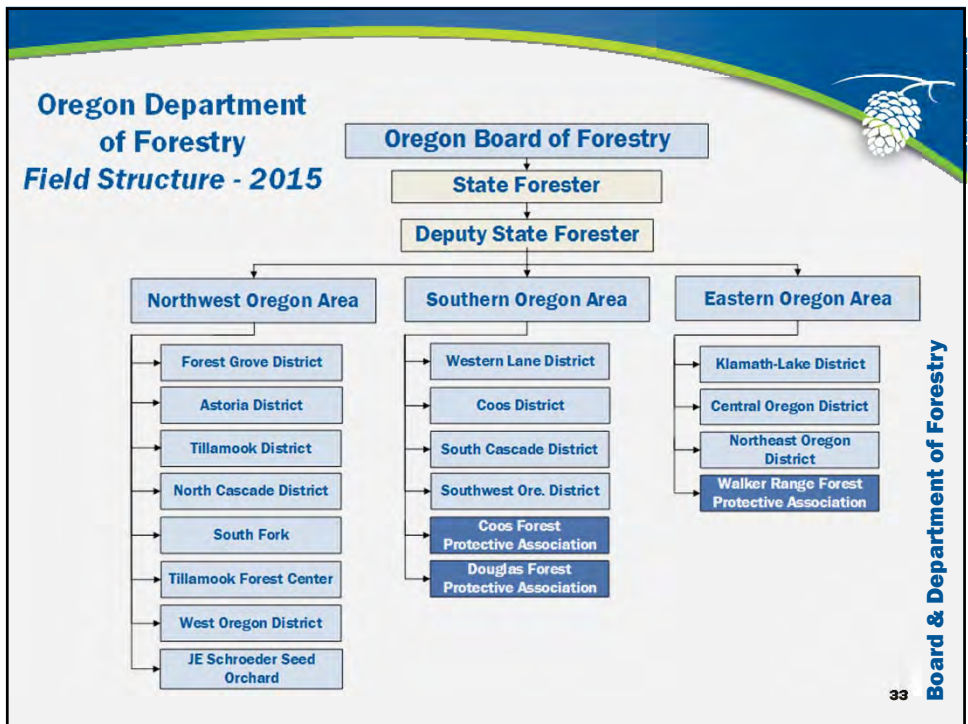 Oregon Department
of Forestry
Field Structure - 2015
Oregon Board of Forestry
State Forester
Deputy State Forester
Northwest Oregon Area
Forest Grove District
Astoria District
Tillamook District
North Cascade District
South Fork
Tillamook Forest Center
West Oregon District
JE Schroeder Seed
Orchard
Southern Oregon Area
Western Lane District
Coos District
South Cascade District
Southwest Ore. District
Coos Forest
Protective Association
Douglas Forest
Protective Association
Eastern Oregon Area
Klamath-Lake District
Central Oregon District
Northeast Oregon
District
Walker Range Forest
Protective Association
Board & Department of Forestry
33